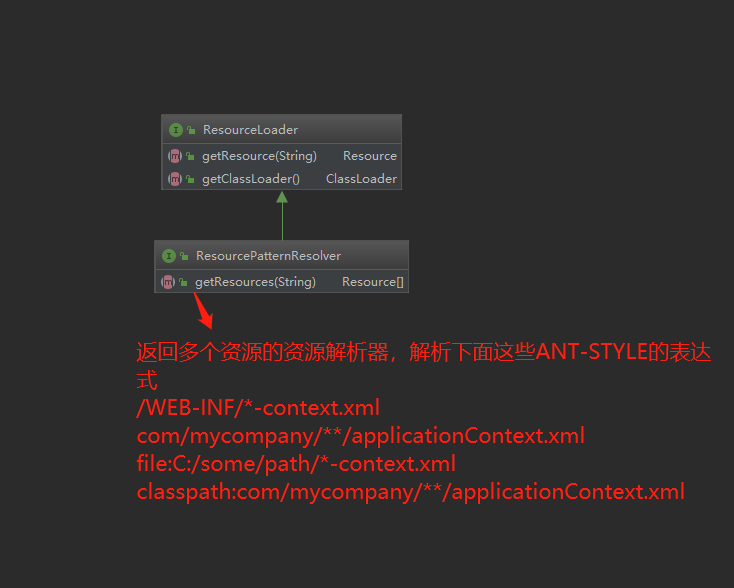 ResourceLoader
getResource(String) Resource
getClassLoader() ClassLoader
ResourcePatternResolver
getResources(String) Resource[]
返回多个资源的资源解析器，解析下面这些ANT-STYLE的表达
式
/WEB-INF/*-context.xml
com/mycompany/**/applicationContext.xml
file:C:/some/path/*-context.xml
classpath:com/mycompany/**/applicationContext.xml